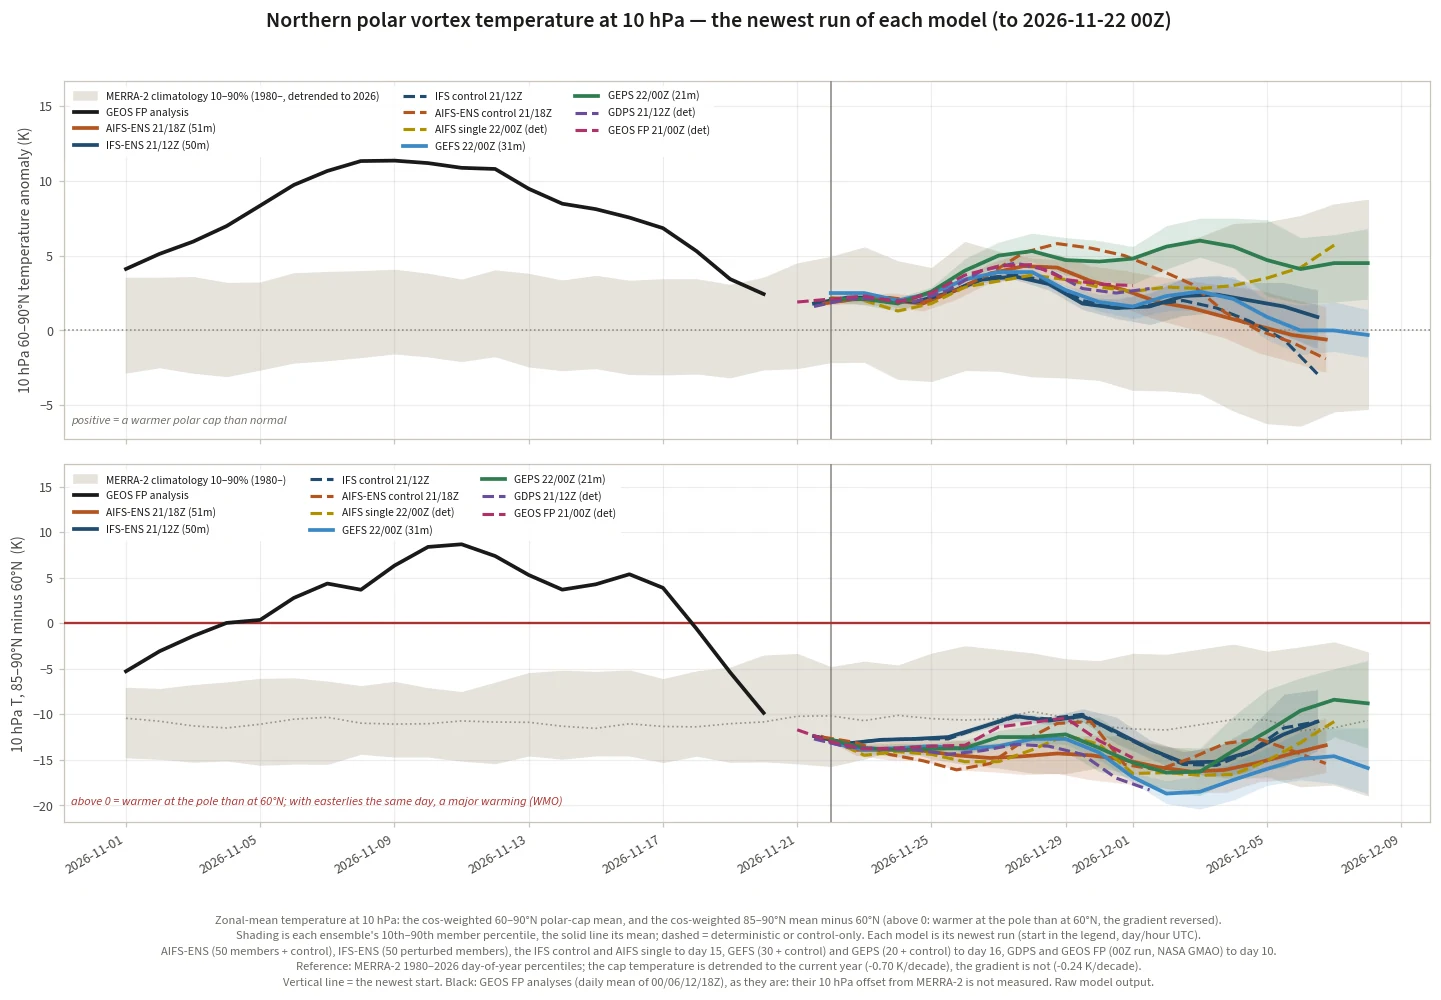 Northern polar vortex temperature at 10 hPa — the newest run of each model (to 2026-11-22 00Z)
10 hPa 60–90°N temperature anomaly (K)
15
10
5
0
−5
MERRA-2 climatology 10–90% (1980–, detrended to 2026)
GEOS FP analysis
AIFS-ENS 21/18Z (51m)
IFS-ENS 21/12Z (50m)
IFS control 21/12Z
AIFS-ENS control 21/18Z
AIFS single 22/00Z (det)
GEFS 22/00Z (31m)
GEPS 22/00Z (21m)
GDPS 21/12Z (det)
GEOS FP 21/00Z (det)
positive = a warmer polar cap than normal
10 hPa T, 85–90°N minus 60°N (K)
15
10
5
0
−5
−10
−15
−20
MERRA-2 climatology 10–90% (1980–)
GEOS FP analysis
AIFS-ENS 21/18Z (51m)
IFS-ENS 21/12Z (50m)
IFS control 21/12Z
AIFS-ENS control 21/18Z
AIFS single 22/00Z (det)
GEFS 22/00Z (31m)
GEPS 22/00Z (21m)
GDPS 21/12Z (det)
GEOS FP 21/00Z (det)
above 0 = warmer at the pole than at 60°N; with easterlies the same day, a major warming (WMO)
2026-11-01
2026-11-05
2026-11-09
2026-11-13
2026-11-17
2026-11-21
2026-11-25
2026-11-29
2026-12-01
2026-12-05
2026-12-09
Zonal-mean temperature at 10 hPa: the cos-weighted 60–90°N polar-cap mean, and the cos-weighted 85–90°N mean minus 60°N (above 0: warmer at the pole than at 60°N, the gradient reversed).
Shading is each ensemble's 10th–90th member percentile, the solid line its mean; dashed = deterministic or control-only. Each model is its newest run (start in the legend, day/hour UTC).
AIFS-ENS (50 members + control), IFS-ENS (50 perturbed members), the IFS control and AIFS single to day 15, GEFS (30 + control) and GEPS (20 + control) to day 16, GDPS and GEOS FP (00Z run, NASA GMAO) to day 10.
Reference: MERRA-2 1980–2026 day-of-year percentiles; the cap temperature is detrended to the current year (-0.70 K/decade), the gradient is not (-0.24 K/decade).
Vertical line = the newest start. Black: GEOS FP analyses (daily mean of 00/06/12/18Z), as they are: their 10 hPa offset from MERRA-2 is not measured. Raw model output.